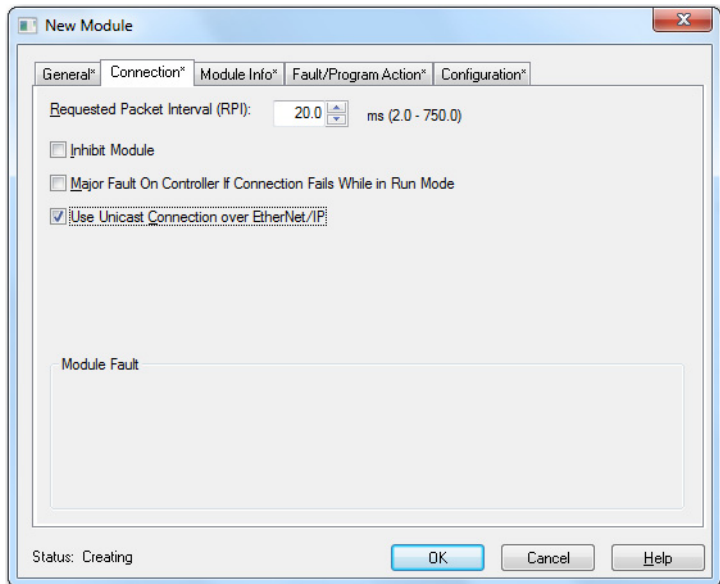 New Module
General* Connection* Module Info* Fault/Program Action* Configuration*
Requested Packet Interval (RPI): 20.0 ms (2.0 - 750.0)
Inhibit Module
Major Fault On Controller If Connection Fails While in Run Mode
Use Unicast Connection over EtherNet/IP
Module Fault
Status: Creating OK Cancel Help